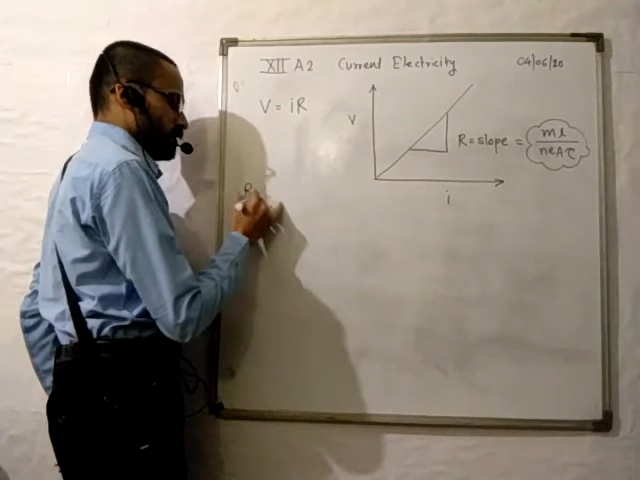 XII A2 Current Electricity 04/06/20
V = iR
V
R = slope = ml/neAτ
i
R